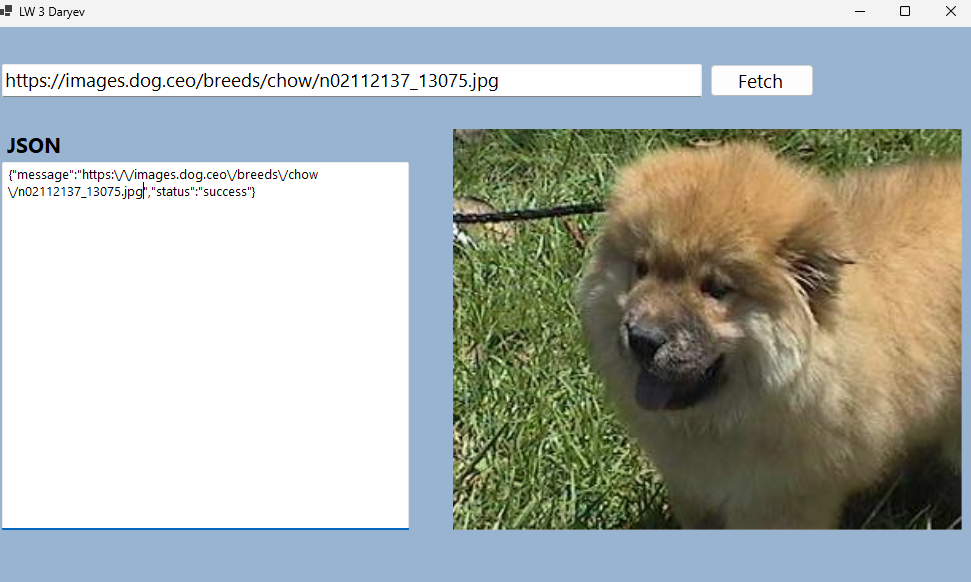 LW 3 Daryev
https://images.dog.ceo/breeds/chow/n02112137_13075.jpg
Fetch
JSON
{"message":"https:\/\/images.dog.ceo\/breeds\/chow
\/n02112137_13075.jpg","status":"success"}